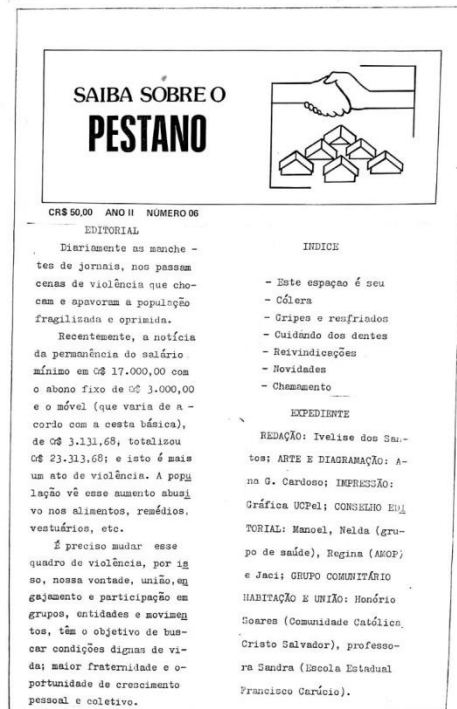 SAIBA SOBRE O
PESTANO
CR$ 50,00 ANO II NÚMERO 06
EDITORIAL
Diariamente as manche -
tes de jornais, nos passam
cenas de violência que cho-
cam e apavoram a população
fragilizada e oprimida.
Recentemente, a notícia
da permanência do salário
mínimo em Cr$ 17.000,00 com
o abono fixo de Cr$ 3.000,00
e o móvel (que varia de a -
cordo com a cesta básica),
de Cr$ 3.131,68, totalizou
Cr$ 23.313,68; e isto é mais
um ato de violência. A popu
lação vê esse aumento abusi
vo nos alimentos, remédios,
vestuários, etc.
É preciso mudar esse
quadro de violência, por is
so, nossa vontade, união,en
gajamento e participação em
grupos, entidades e movimen
tos, têm o objetivo de bus-
car condições dignas de vi-
da; maior fraternidade e o-
portunidade de crescimento
pessoal e coletivo.
INDICE
- Este espaçao é seu
- Cólera
- Gripes e resfriados
- Cuidando dos dentes
- Reivindicações
- Novidades
- Chamamento
EXPEDIENTE
REDAÇÃO: Ivelise dos San-
tos; ARTE E DIAGRAMAÇÃO: A-
na G. Cardoso; IMPRESSÃO:
Gráfica UCPel; CONSELHO EDI
TORIAL: Manoel, Nelda (gru-
po de saúde), Regina (AMOP)
e Jaci; GRUPO COMUNITÁRIO
HABITAÇÃO E UNIÃO: Honório
Soares (Comunidade Católica
Cristo Salvador), professo-
ra Sandra (Escola Estadual
Francisco Carúcio).